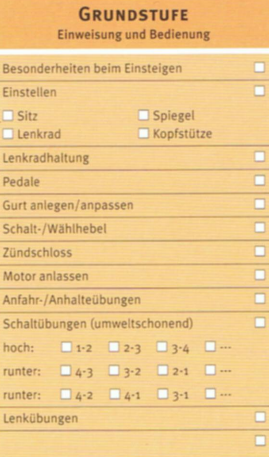 GRUNDSTUFE
Einweisung und Bedienung
Besonderheiten beim Einsteigen
Einstellen
Sitz Spiegel
Lenkrad Kopfstütze
Lenkradhaltung
Pedale
Gurt anlegen/anpassen
Schalt-/Wählhebel
Zündschloss
Motor anlassen
Anfahr-/Anhalteübungen
Schaltübungen (umweltschonend)
hoch: 1-2 2-3 3-4 ---
runter: 4-3 3-2 2-1 ---
runter: 4-2 4-1 3-1 ---
Lenkübungen